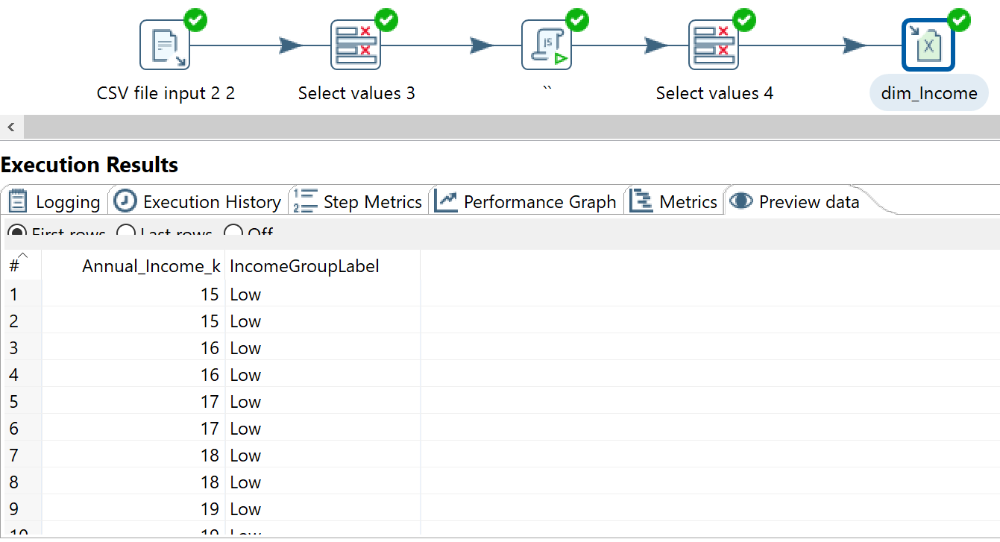 CSV file input 2 2 Select values 3 `` Select values 4 dim_Income
Execution Results
Logging Execution History Step Metrics Performance Graph Metrics Preview data
First rows Last rows Off
# Annual_Income_k IncomeGroupLabel
1 15 Low
2 15 Low
3 16 Low
4 16 Low
5 17 Low
6 17 Low
7 18 Low
8 18 Low
9 19 Low
10 19 Low